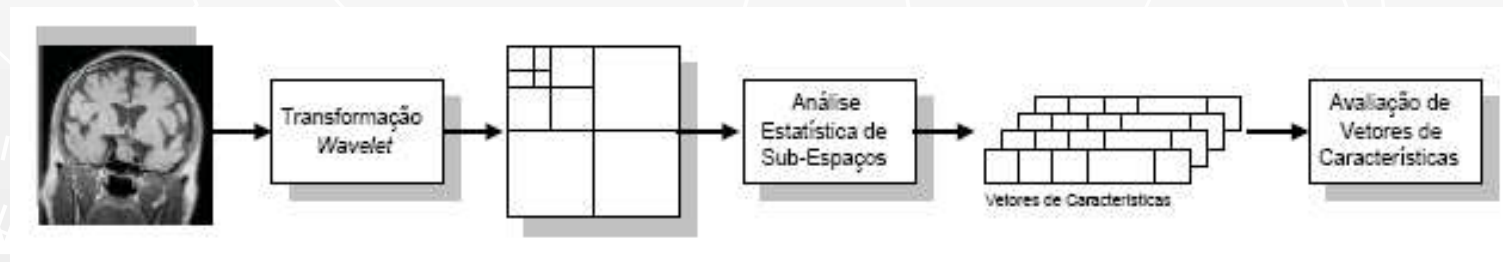 Transformação
Wavelet
Análise
Estatística de
Sub-Espaços
Vetores de Características
Avaliação de
Vetores de
Características